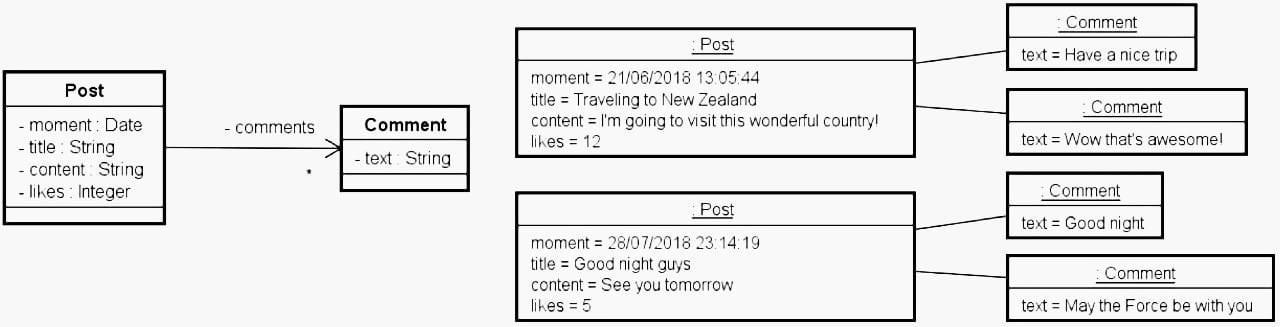 Post
- moment : Date
- title : String
- content : String
- likes : Integer
- comments
*
Comment
- text : String
: Post
moment = 21/06/2018 13:05:44
title = Traveling to New Zealand
content = I'm going to visit this wonderful country!
likes = 12
: Comment
text = Have a nice trip
: Comment
text = Wow that's awesome!
: Post
moment = 28/07/2018 23:14:19
title = Good night guys
content = See you tomorrow
likes = 5
: Comment
text = Good night
: Comment
text = May the Force be with you